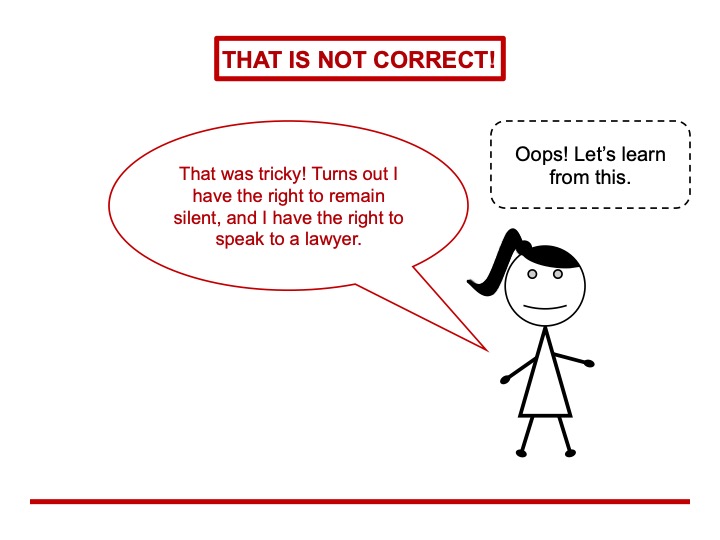 THAT IS NOT CORRECT!
That was tricky! Turns out I
have the right to remain
silent, and I have the right to
speak to a lawyer.
Oops! Let’s learn
from this.